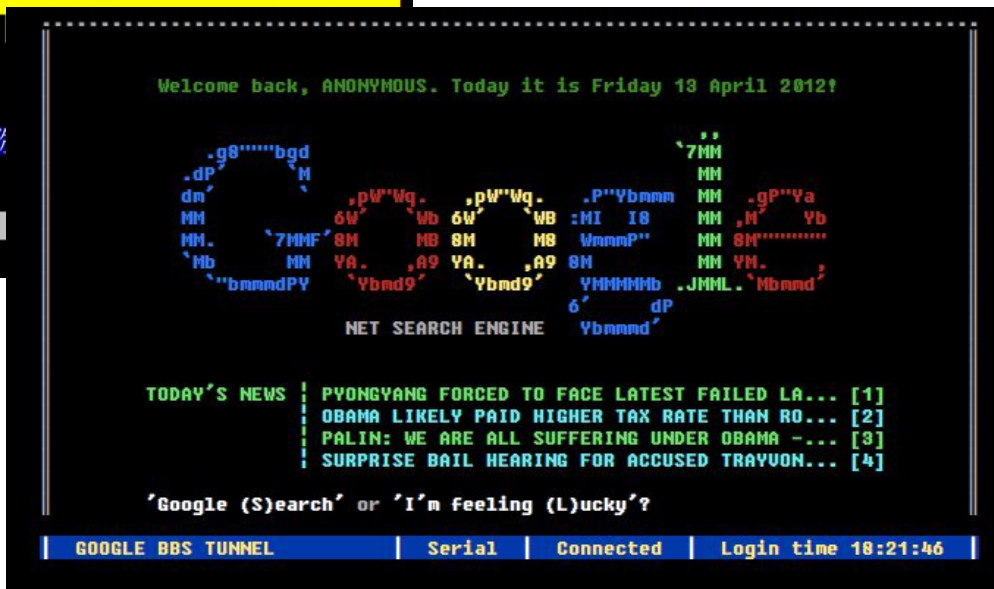 Welcome back, ANONYMOUS. Today it is Friday 13 April 2012!
Google
NET SEARCH ENGINE
TODAY'S NEWS ¦ PYONGYANG FORCED TO FACE LATEST FAILED LA... [1]
¦ OBAMA LIKELY PAID HIGHER TAX RATE THAN RO... [2]
¦ PALIN: WE ARE ALL SUFFERING UNDER OBAMA -... [3]
¦ SURPRISE BAIL HEARING FOR ACCUSED TRAYVON... [4]
'Google (S)earch' or 'I'm feeling (L)ucky'?
GOOGLE BBS TUNNEL | Serial | Connected | Login time 18:21:46